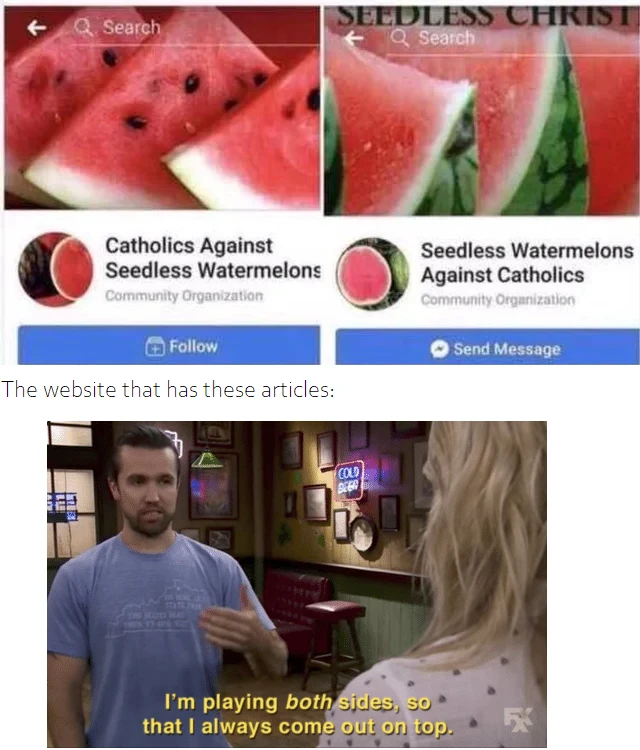 Search
Catholics Against
Seedless Watermelons
Community Organization
Follow
SEEDLESS CHRIST
Search
Seedless Watermelons
Against Catholics
Community Organization
Send Message
The website that has these articles:
COLD
BEER
I'm playing both sides, so
that I always come out on top.
FX